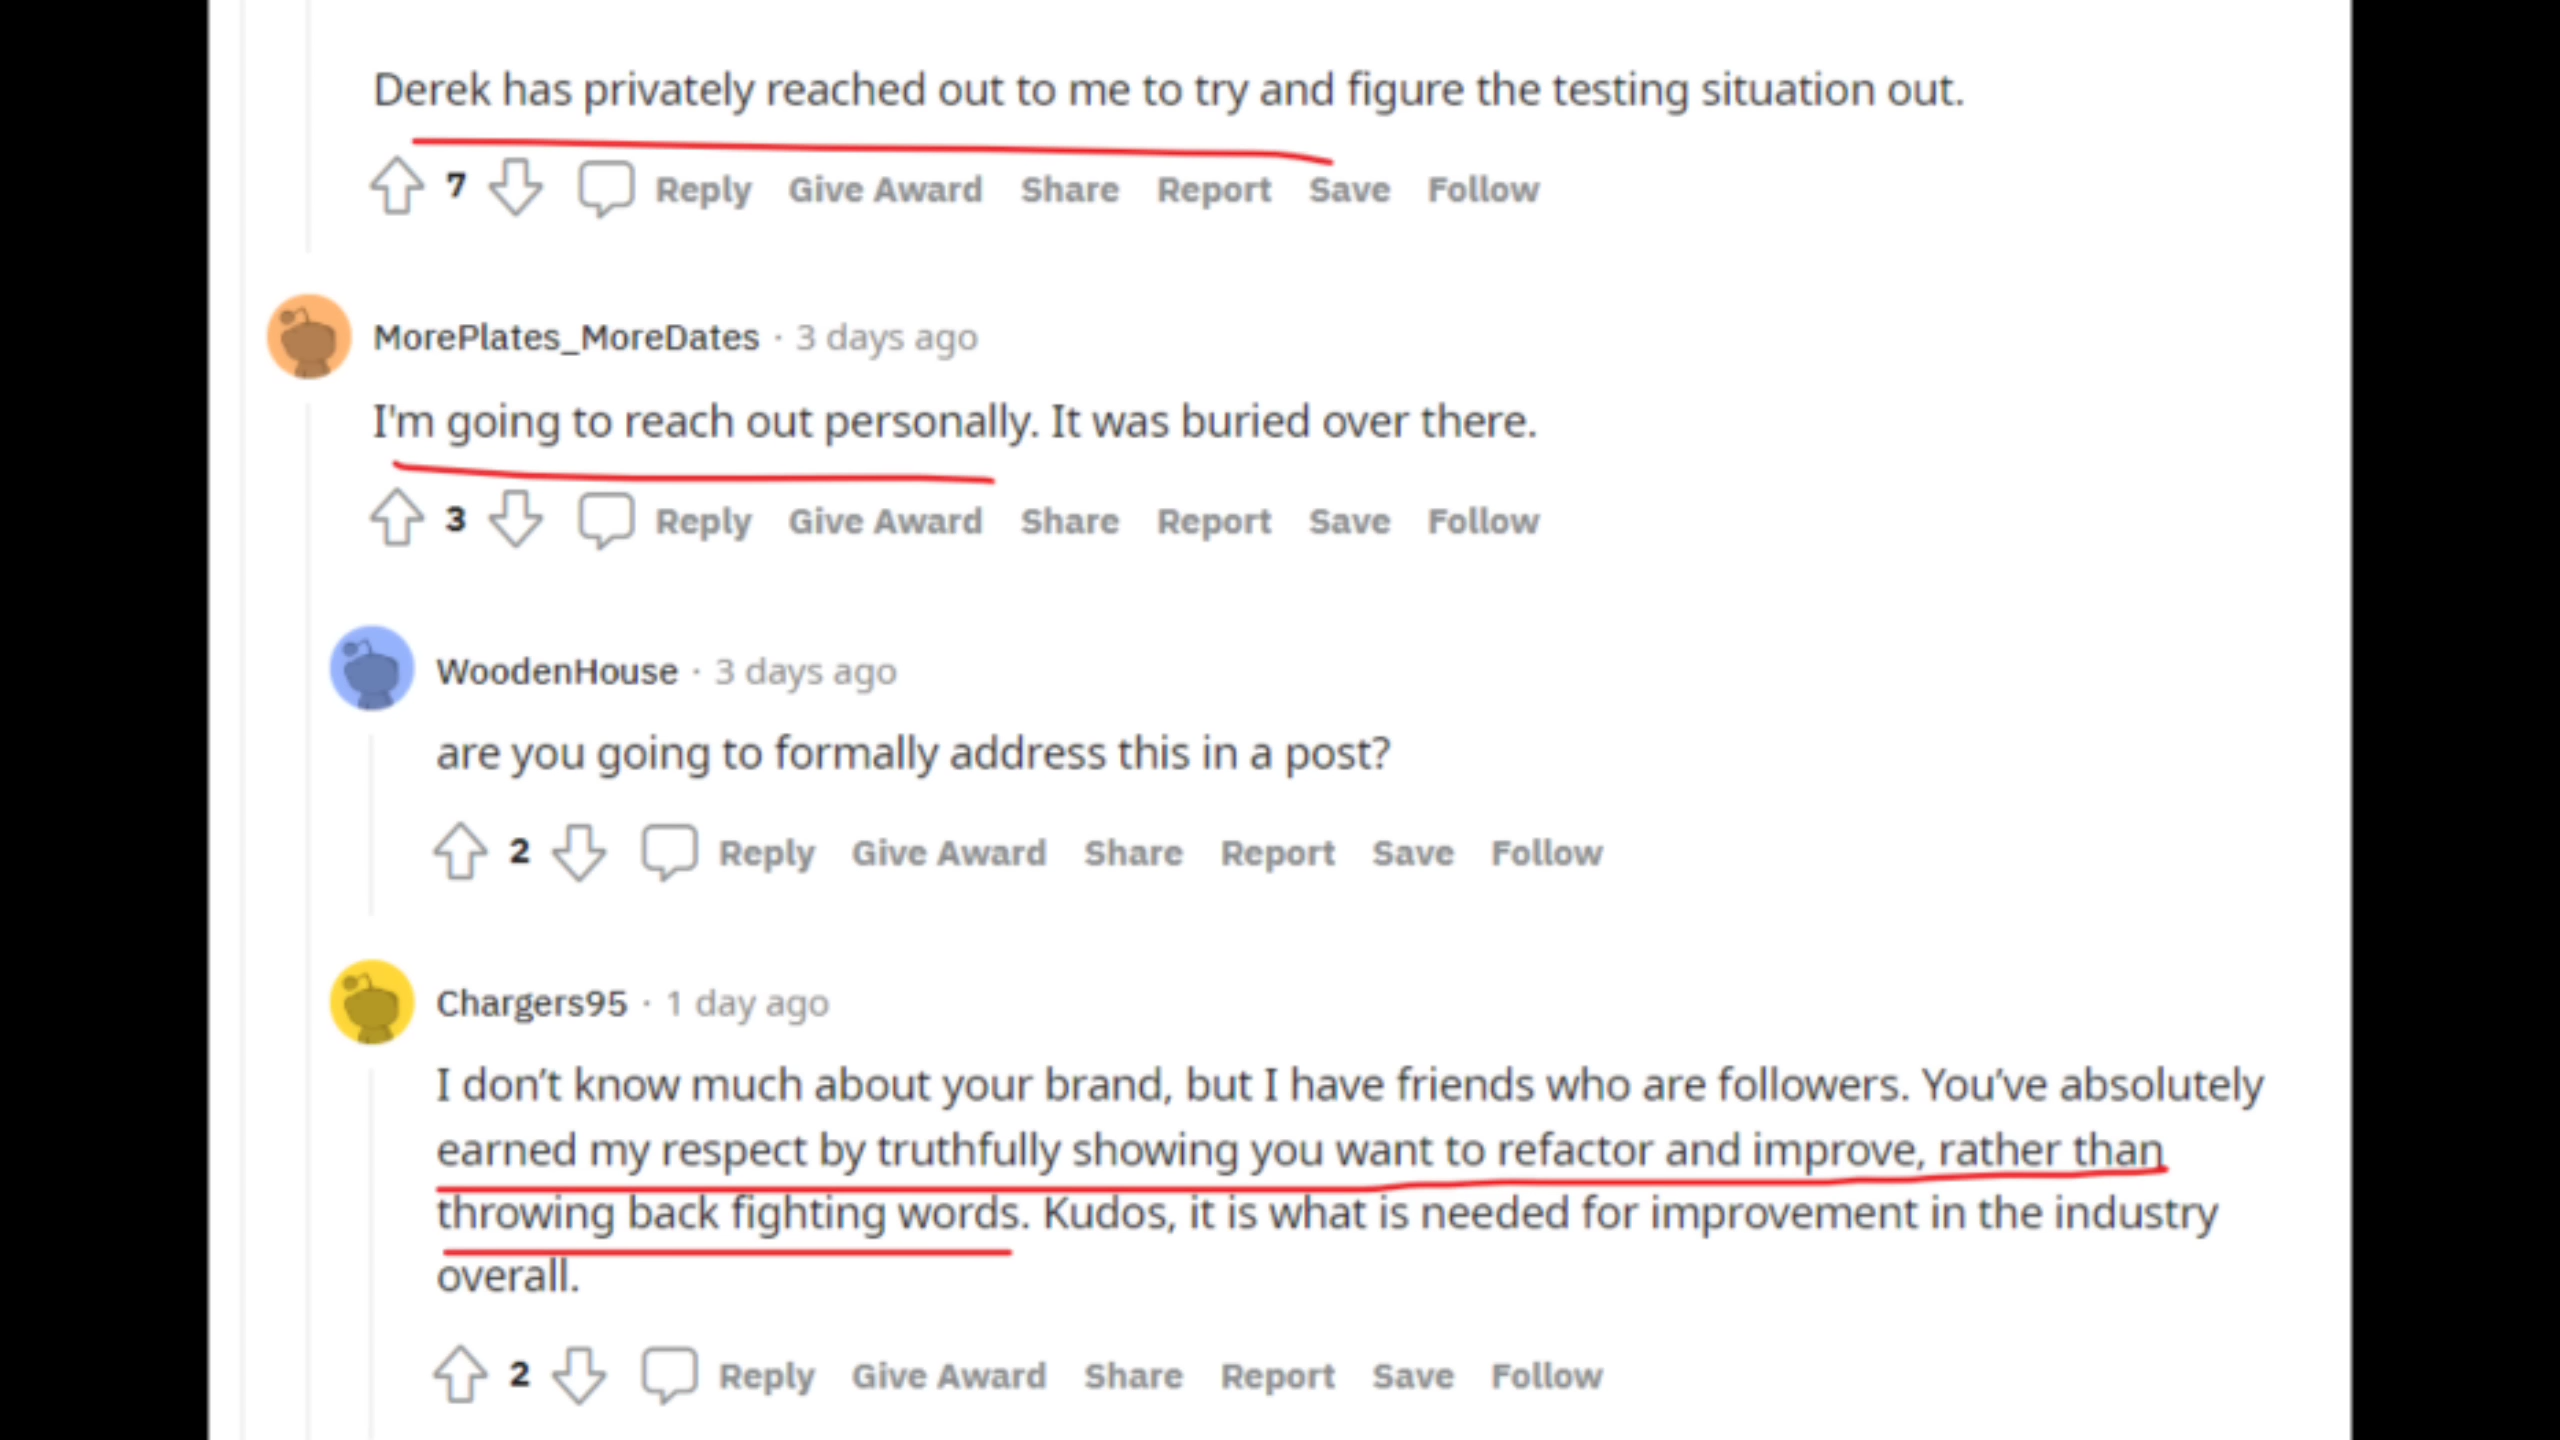 Derek has privately reached out to me to try and figure the testing situation out.
7 Reply Give Award Share Report Save Follow
MorePlates_MoreDates · 3 days ago
I'm going to reach out personally. It was buried over there.
3 Reply Give Award Share Report Save Follow
WoodenHouse · 3 days ago
are you going to formally address this in a post?
2 Reply Give Award Share Report Save Follow
Chargers95 · 1 day ago
I don’t know much about your brand, but I have friends who are followers. You’ve absolutely
earned my respect by truthfully showing you want to refactor and improve, rather than
throwing back fighting words. Kudos, it is what is needed for improvement in the industry
overall.
2 Reply Give Award Share Report Save Follow